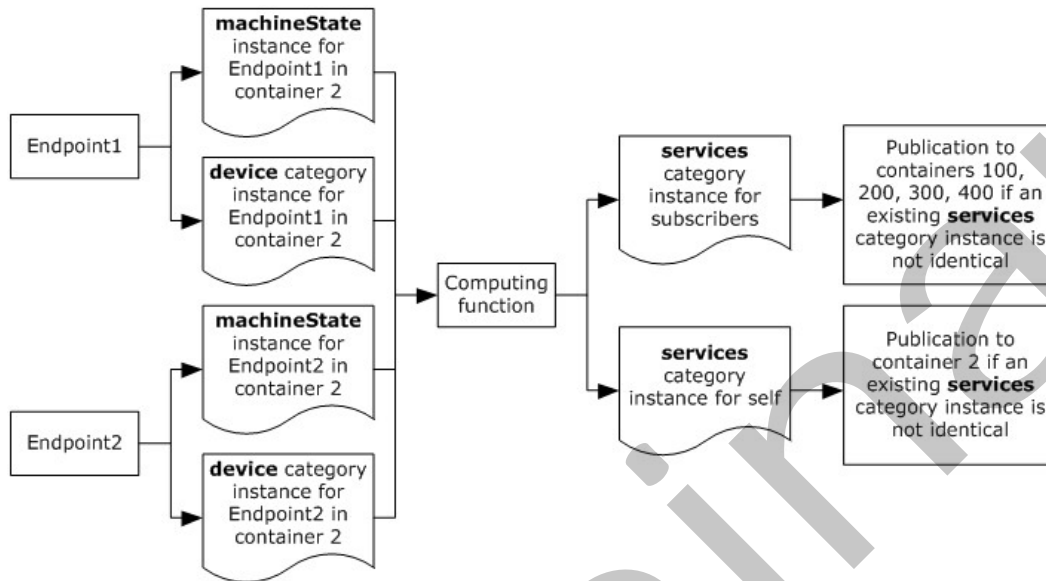 Endpoint1
machineState
instance for
Endpoint1 in
container 2
device category
instance for
Endpoint1 in
container 2
Endpoint2
machineState
instance for
Endpoint2 in
container 2
device category
instance for
Endpoint2 in
container 2
Computing
function
services
category
instance for
subscribers
services
category
instance for self
Publication to
containers 100,
200, 300, 400 if an
existing services
category instance is
not identical
Publication to
container 2 if an
existing services
category instance is
not identical